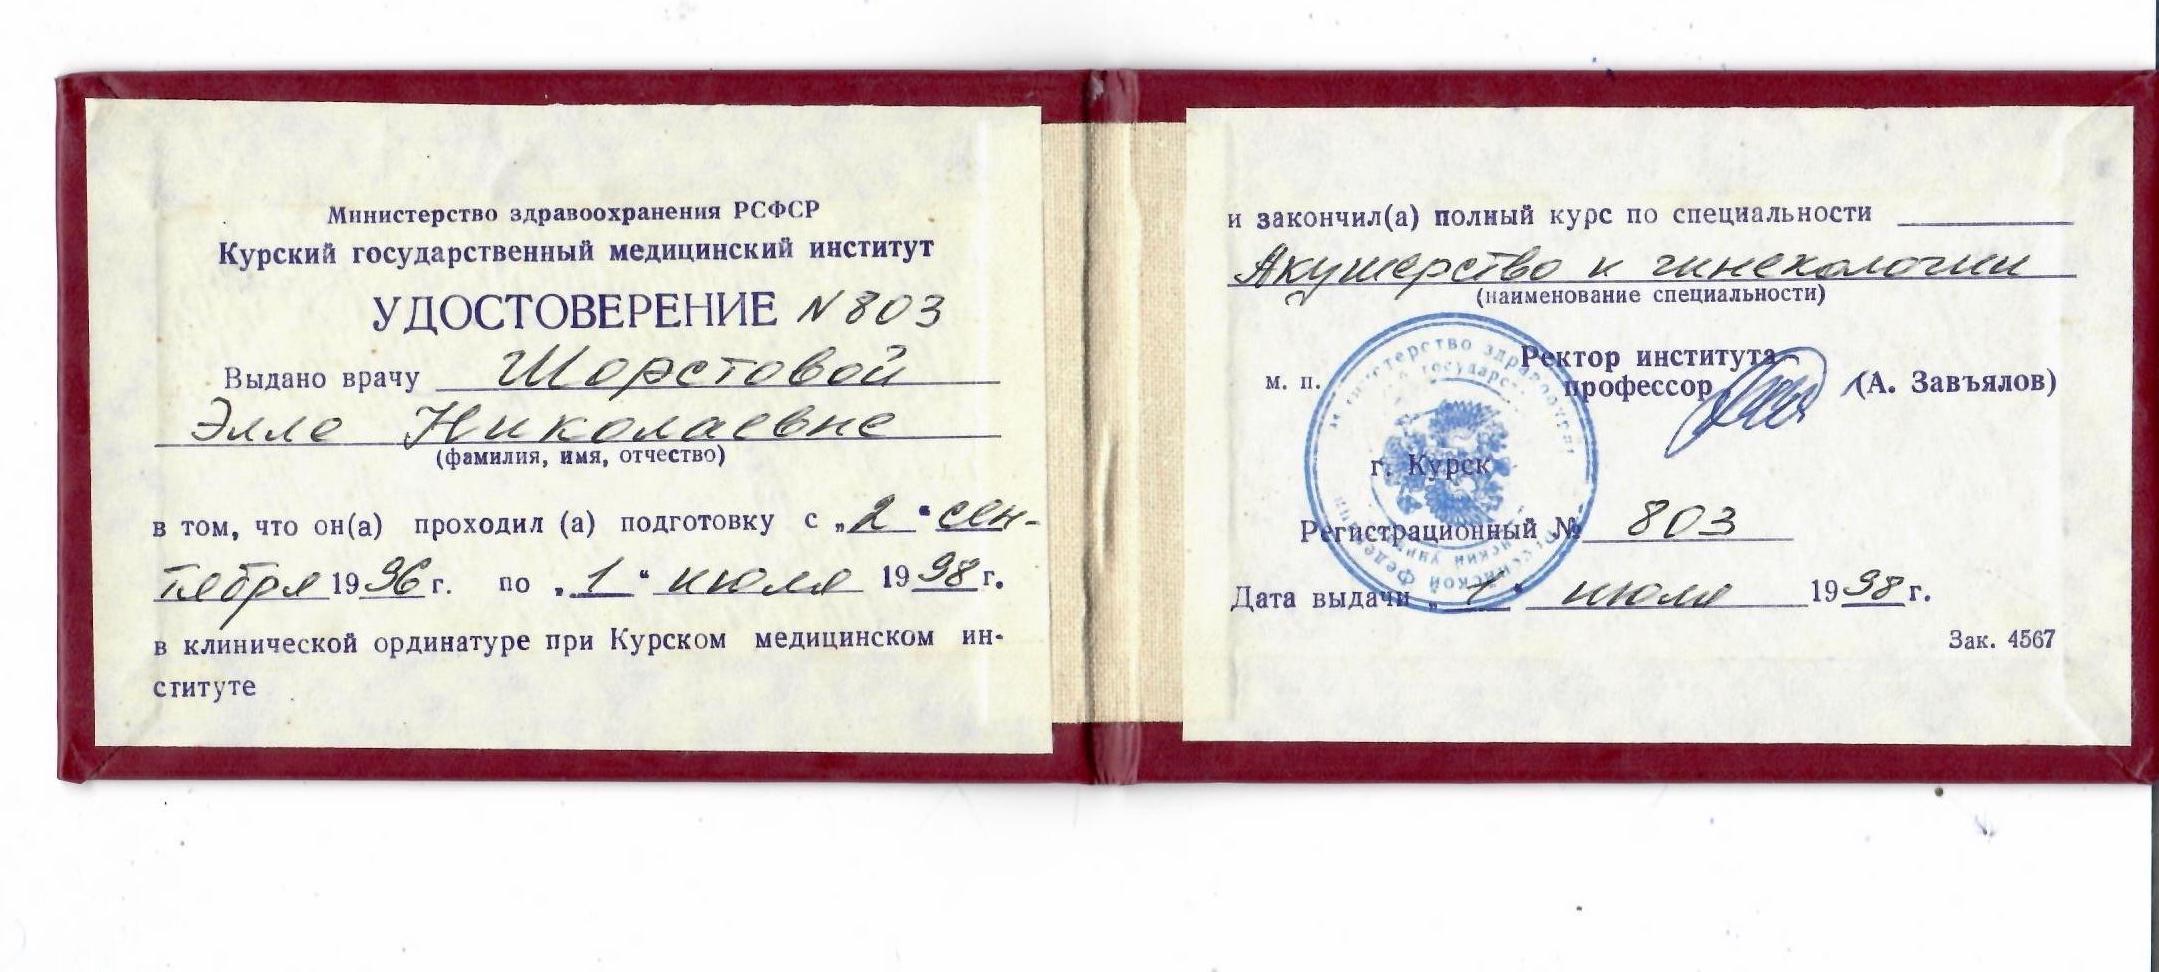 Министерство здравоохранения РСФСР
Курский государственный медицинский институт
УДОСТОВЕРЕНИЕ N 803
Выдано врачу Шорстовой
Элле Николаевне
(фамилия, имя, отчество)
в том, что он(а) проходил (а) подготовку с „2" сен-
тября 1996 г. по „1" июля 1998 г.
в клинической ординатуре при Курском медицинском ин-
ституте
и закончил(а) полный курс по специальности
Акушерство и гинекологии
(наименование специальности)
Ректор института
м. п. профессор (А. Завъялов)
г. Курск
Регистрационный № 803
Дата выдачи „1" июля 1998 г.
Зак. 4567